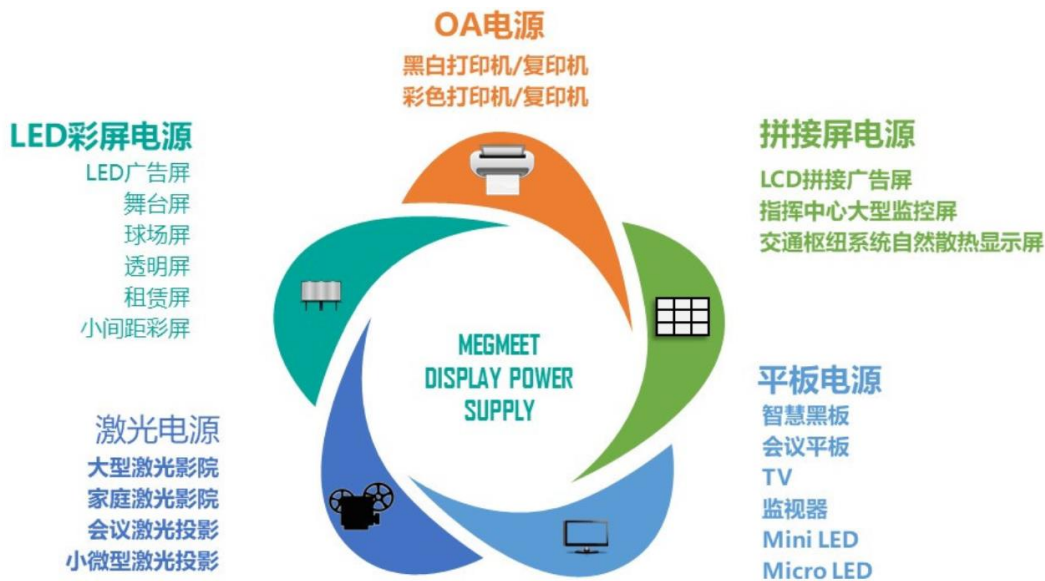 OA电源
黑白打印机/复印机
彩色打印机/复印机
LED彩屏电源
LED广告屏
舞台屏
球场屏
透明屏
租赁屏
小间距彩屏
拼接屏电源
LCD拼接广告屏
指挥中心大型监控屏
交通枢纽系统自然散热显示屏
MEGMEET
DISPLAY POWER
SUPPLY
激光电源
大型激光影院
家庭激光影院
会议激光投影
小微型激光投影
平板电源
智慧黑板
会议平板
TV
监视器
Mini LED
Micro LED